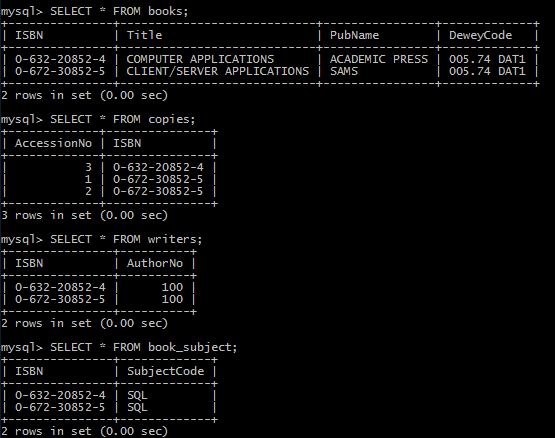 mysql> SELECT * FROM books;
+---------------+----------------------------+----------------+-------------+
| ISBN          | Title                      | PubName        | DeweyCode   |
+---------------+----------------------------+----------------+-------------+
| 0-632-20852-4 | COMPUTER APPLICATIONS      | ACADEMIC PRESS | 005.74 DAT1 |
| 0-672-30852-5 | CLIENT/SERVER APPLICATIONS | SAMS           | 005.74 DAT1 |
+---------------+----------------------------+----------------+-------------+
2 rows in set (0.00 sec)
mysql> SELECT * FROM copies;
+-------------+---------------+
| AccessionNo | ISBN          |
+-------------+---------------+
|           3 | 0-632-20852-4 |
|           1 | 0-672-30852-5 |
|           2 | 0-672-30852-5 |
+-------------+---------------+
3 rows in set (0.00 sec)
mysql> SELECT * FROM writers;
+---------------+----------+
| ISBN          | AuthorNo |
+---------------+----------+
| 0-632-20852-4 |      100 |
| 0-672-30852-5 |      100 |
+---------------+----------+
2 rows in set (0.00 sec)
mysql> SELECT * FROM book_subject;
+---------------+-------------+
| ISBN          | SubjectCode |
+---------------+-------------+
| 0-632-20852-4 | SQL         |
| 0-672-30852-5 | SQL         |
+---------------+-------------+
2 rows in set (0.00 sec)